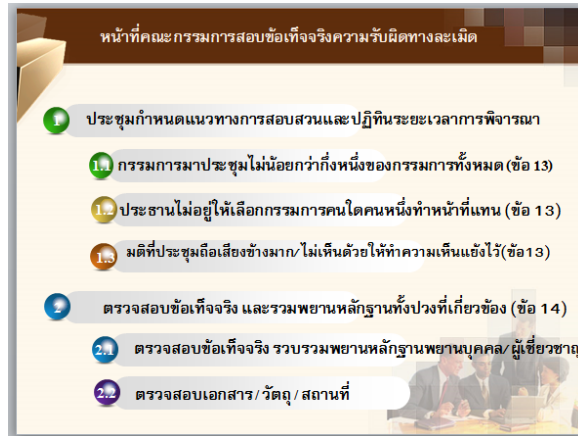 หน้าที่คณะกรรมการสอบข้อเท็จจริงความรับผิดทางละเมิด
1 ประชุมกำหนดแนวทางการสอบสวนและปฏิทินระยะเวลาการพิจารณา
1.1 กรรมการมาประชุมไม่น้อยกว่ากึ่งหนึ่งของกรรมการทั้งหมด (ข้อ 13)
1.2 ประธานไม่อยู่ให้เลือกกรรมการคนใดคนหนึ่งทำหน้าที่แทน (ข้อ 13)
1.3 มติที่ประชุมถือเสียงข้างมาก/ไม่เห็นด้วยให้ทำความเห็นแย้งไว้(ข้อ13)
2 ตรวจสอบข้อเท็จจริง และรวมพยานหลักฐานทั้งปวงที่เกี่ยวข้อง (ข้อ 14)
2.1 ตรวจสอบข้อเท็จจริง รวบรวมพยานหลักฐานพยานบุคคล/ผู้เชี่ยวชาญ
2.2 ตรวจสอบเอกสาร/วัตถุ/สถานที่